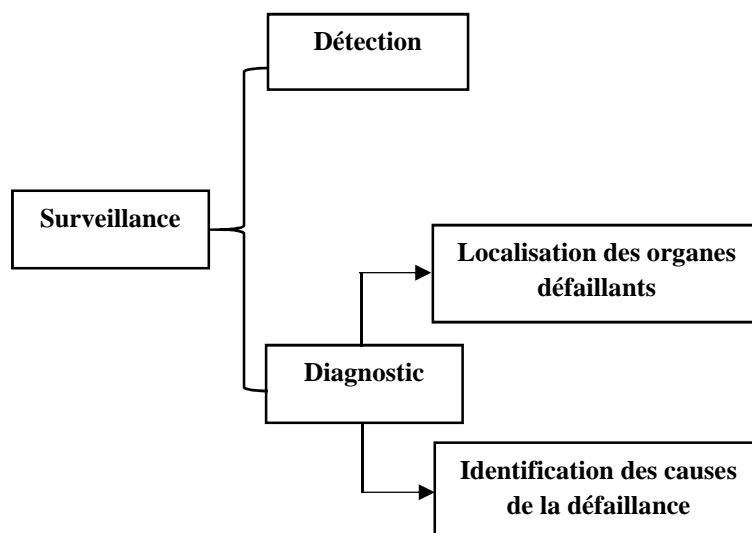 Détection
Surveillance
Localisation des organes
défaillants
Diagnostic
Identification des causes
de la défaillance